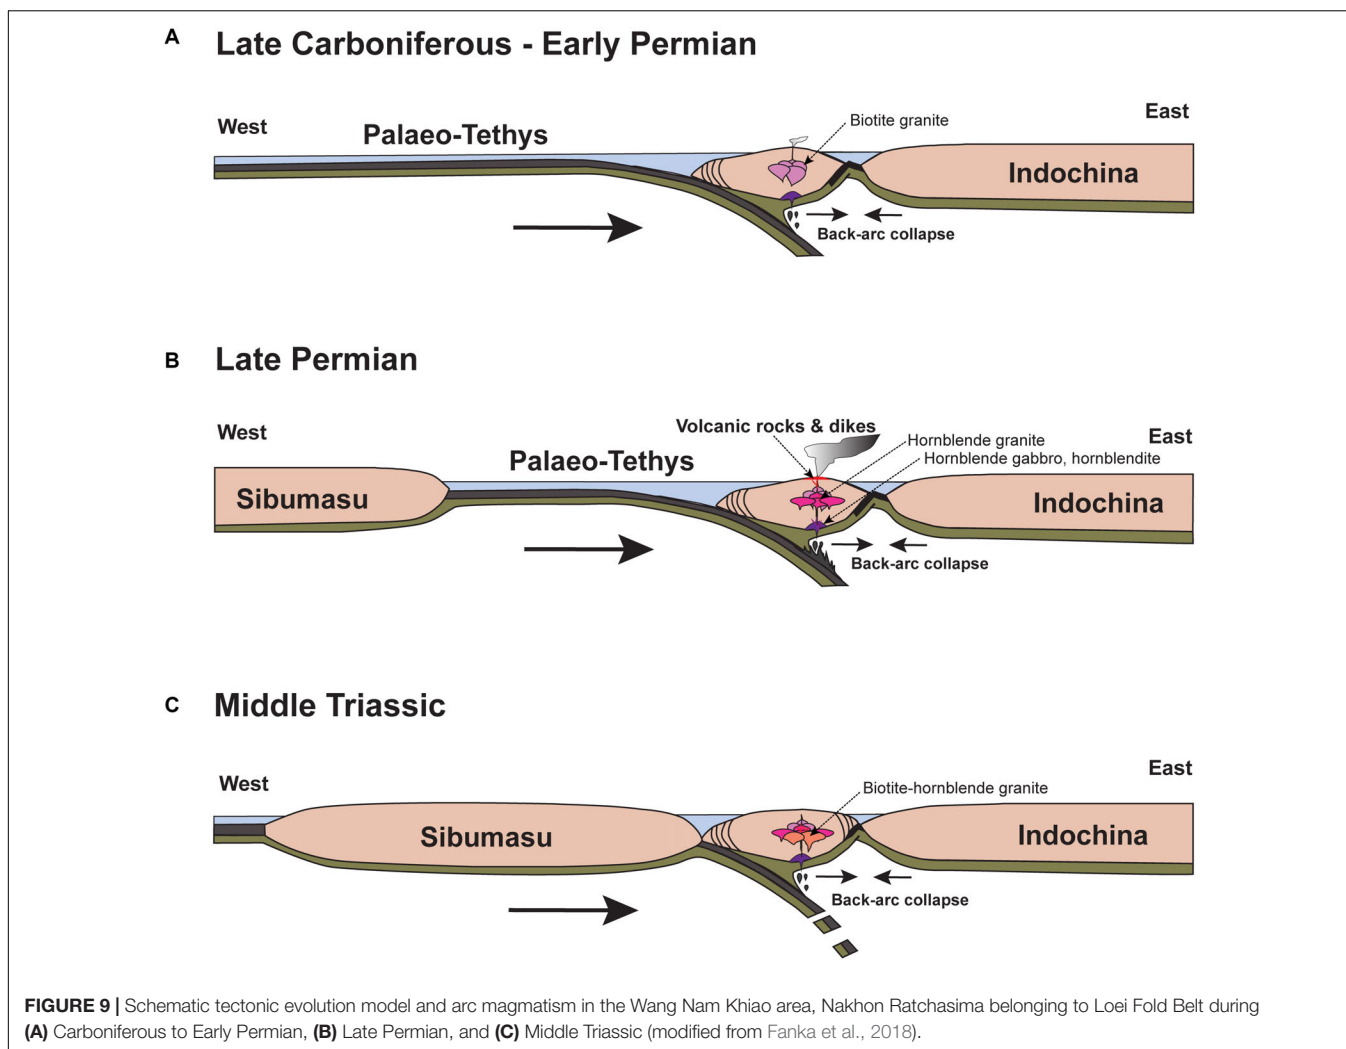 A Late Carboniferous - Early Permian
West
East
Palaeo-Tethys
Biotite granite
Indochina
Back-arc collapse
B Late Permian
West
East
Volcanic rocks & dikes
Hornblende granite
Hornblende gabbro, hornblendite
Palaeo-Tethys
Sibumasu
Indochina
Back-arc collapse
C Middle Triassic
West
East
Biotite-hornblende granite
Sibumasu
Indochina
Back-arc collapse
FIGURE 9 | Schematic tectonic evolution model and arc magmatism in the Wang Nam Khiao area, Nakhon Ratchasima belonging to Loei Fold Belt during
(A) Carboniferous to Early Permian, (B) Late Permian, and (C) Middle Triassic (modified from Fanka et al., 2018).